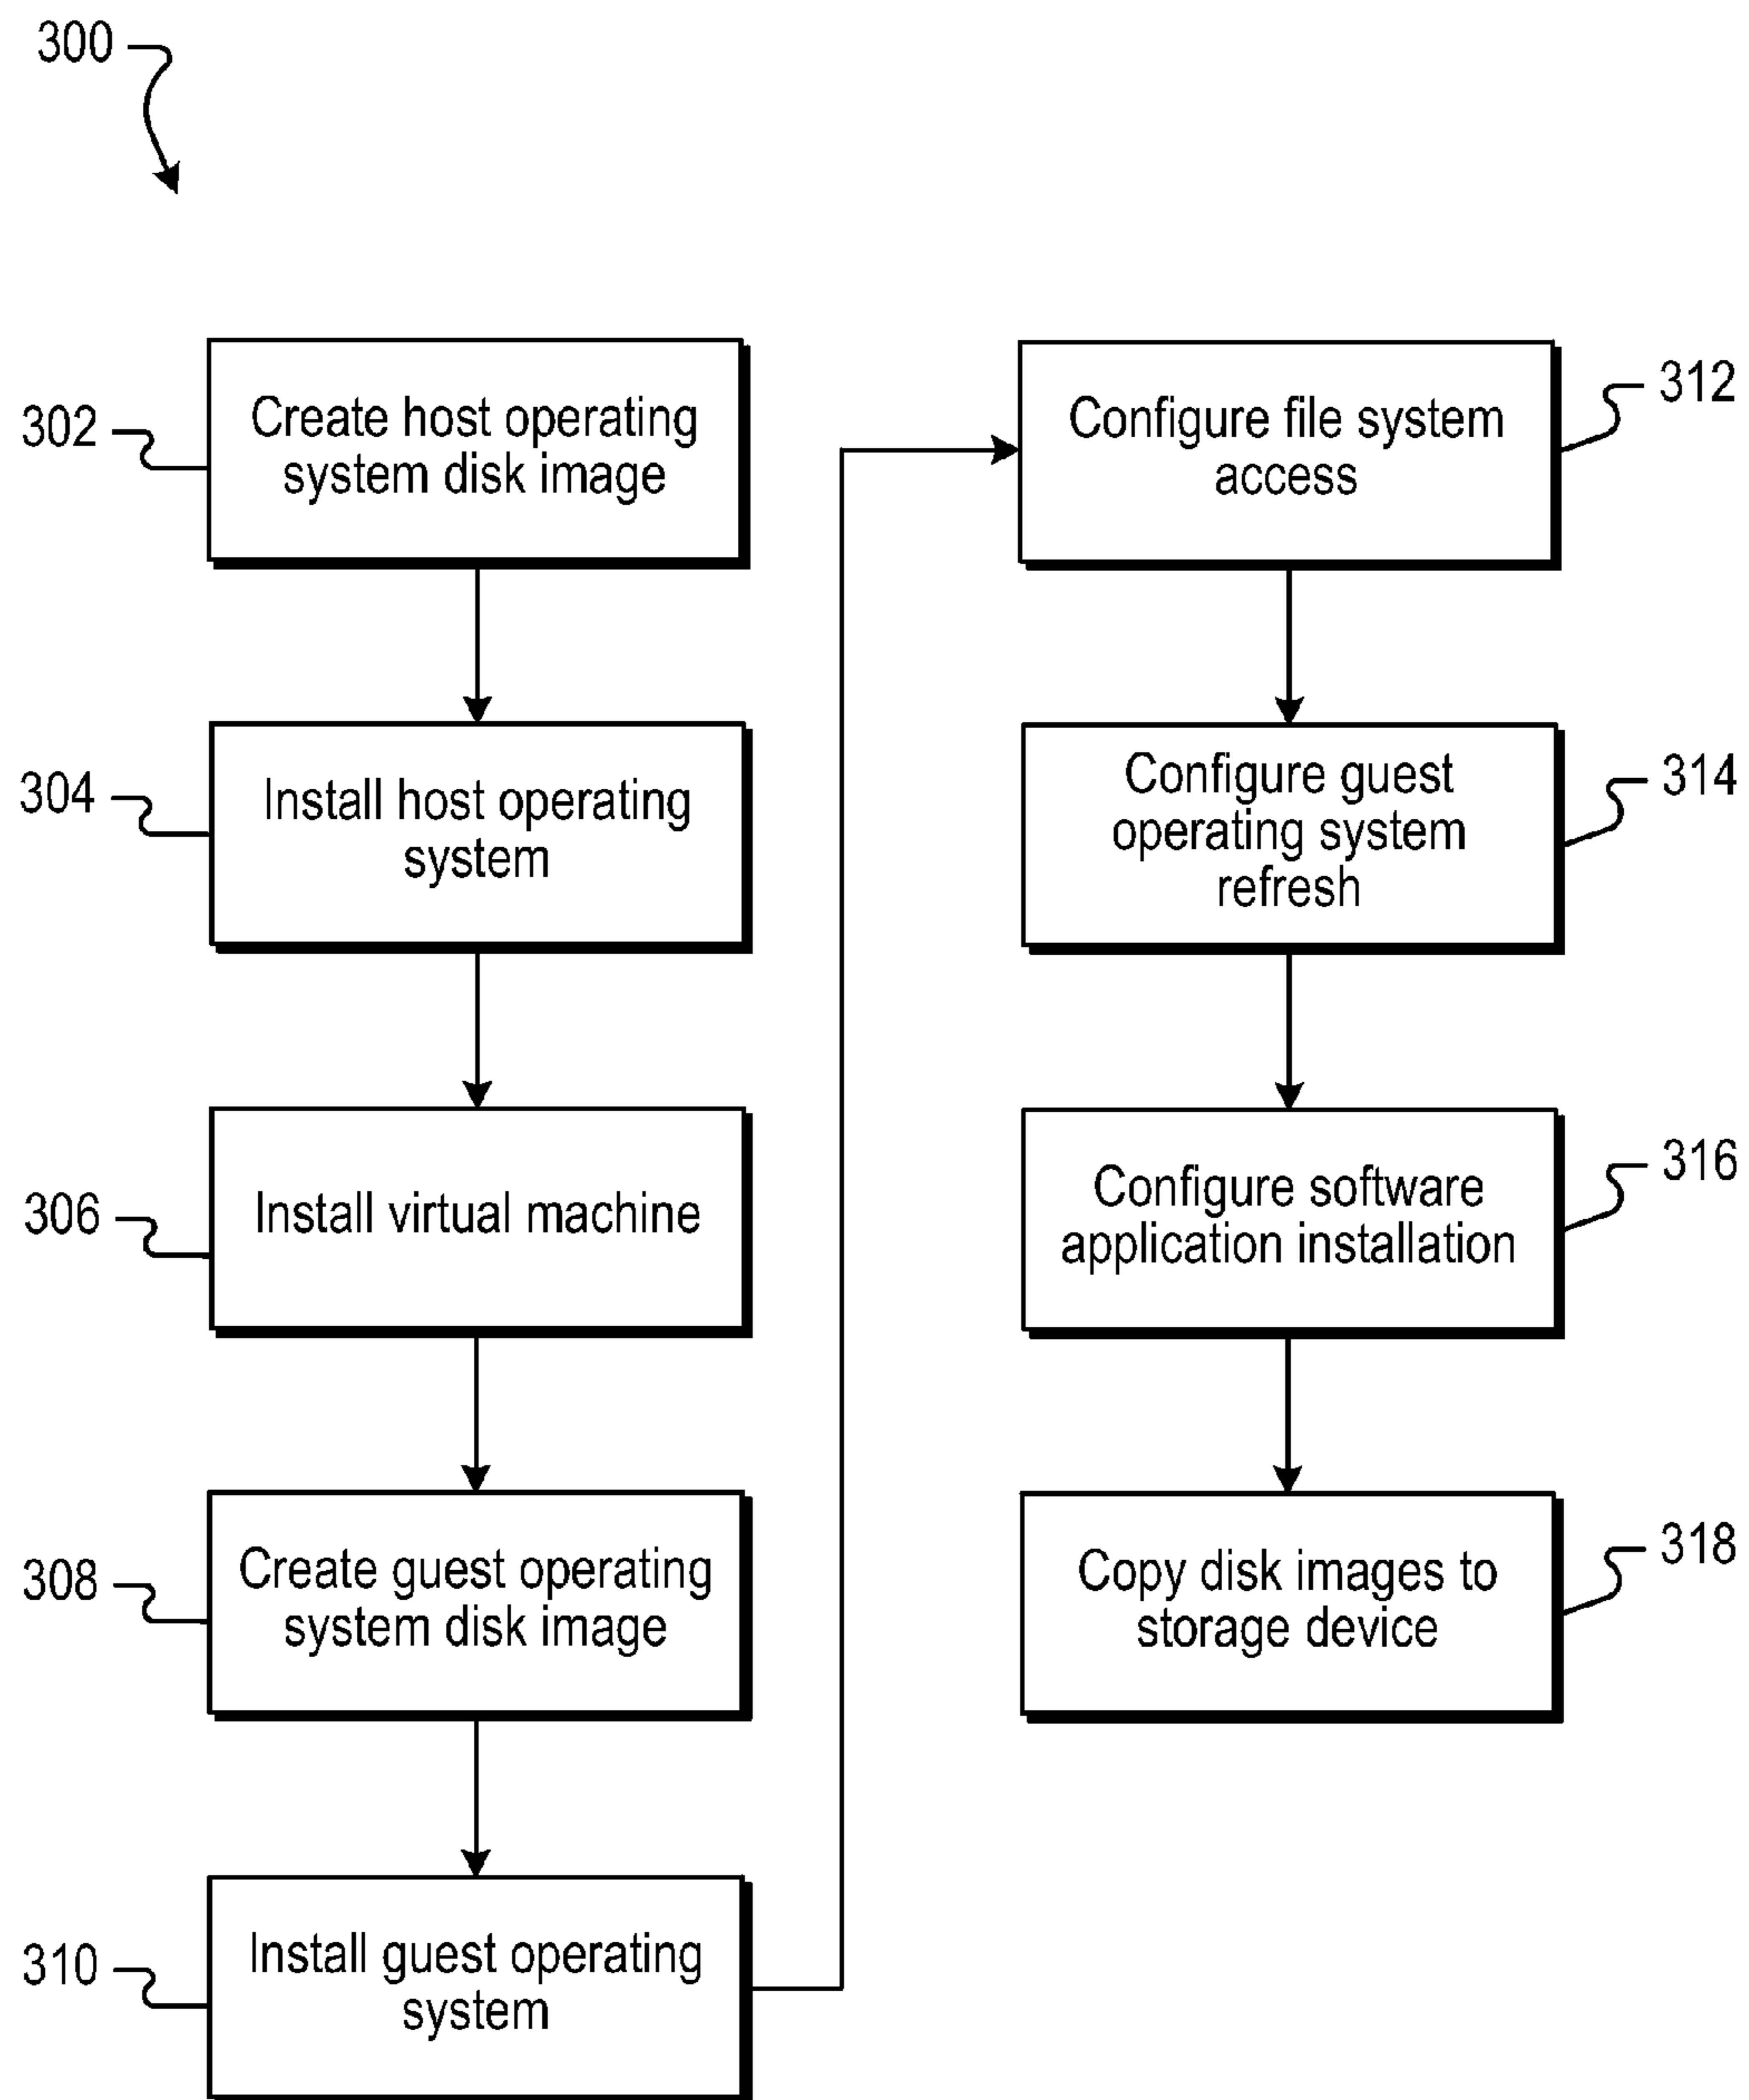 300
302
Create host operating
system disk image
304
Install host operating
system
306
Install virtual machine
308
Create guest operating
system disk image
310
Install guest operating
system
312
Configure file system
access
314
Configure guest
operating system
refresh
316
Configure software
application installation
318
Copy disk images to
storage device